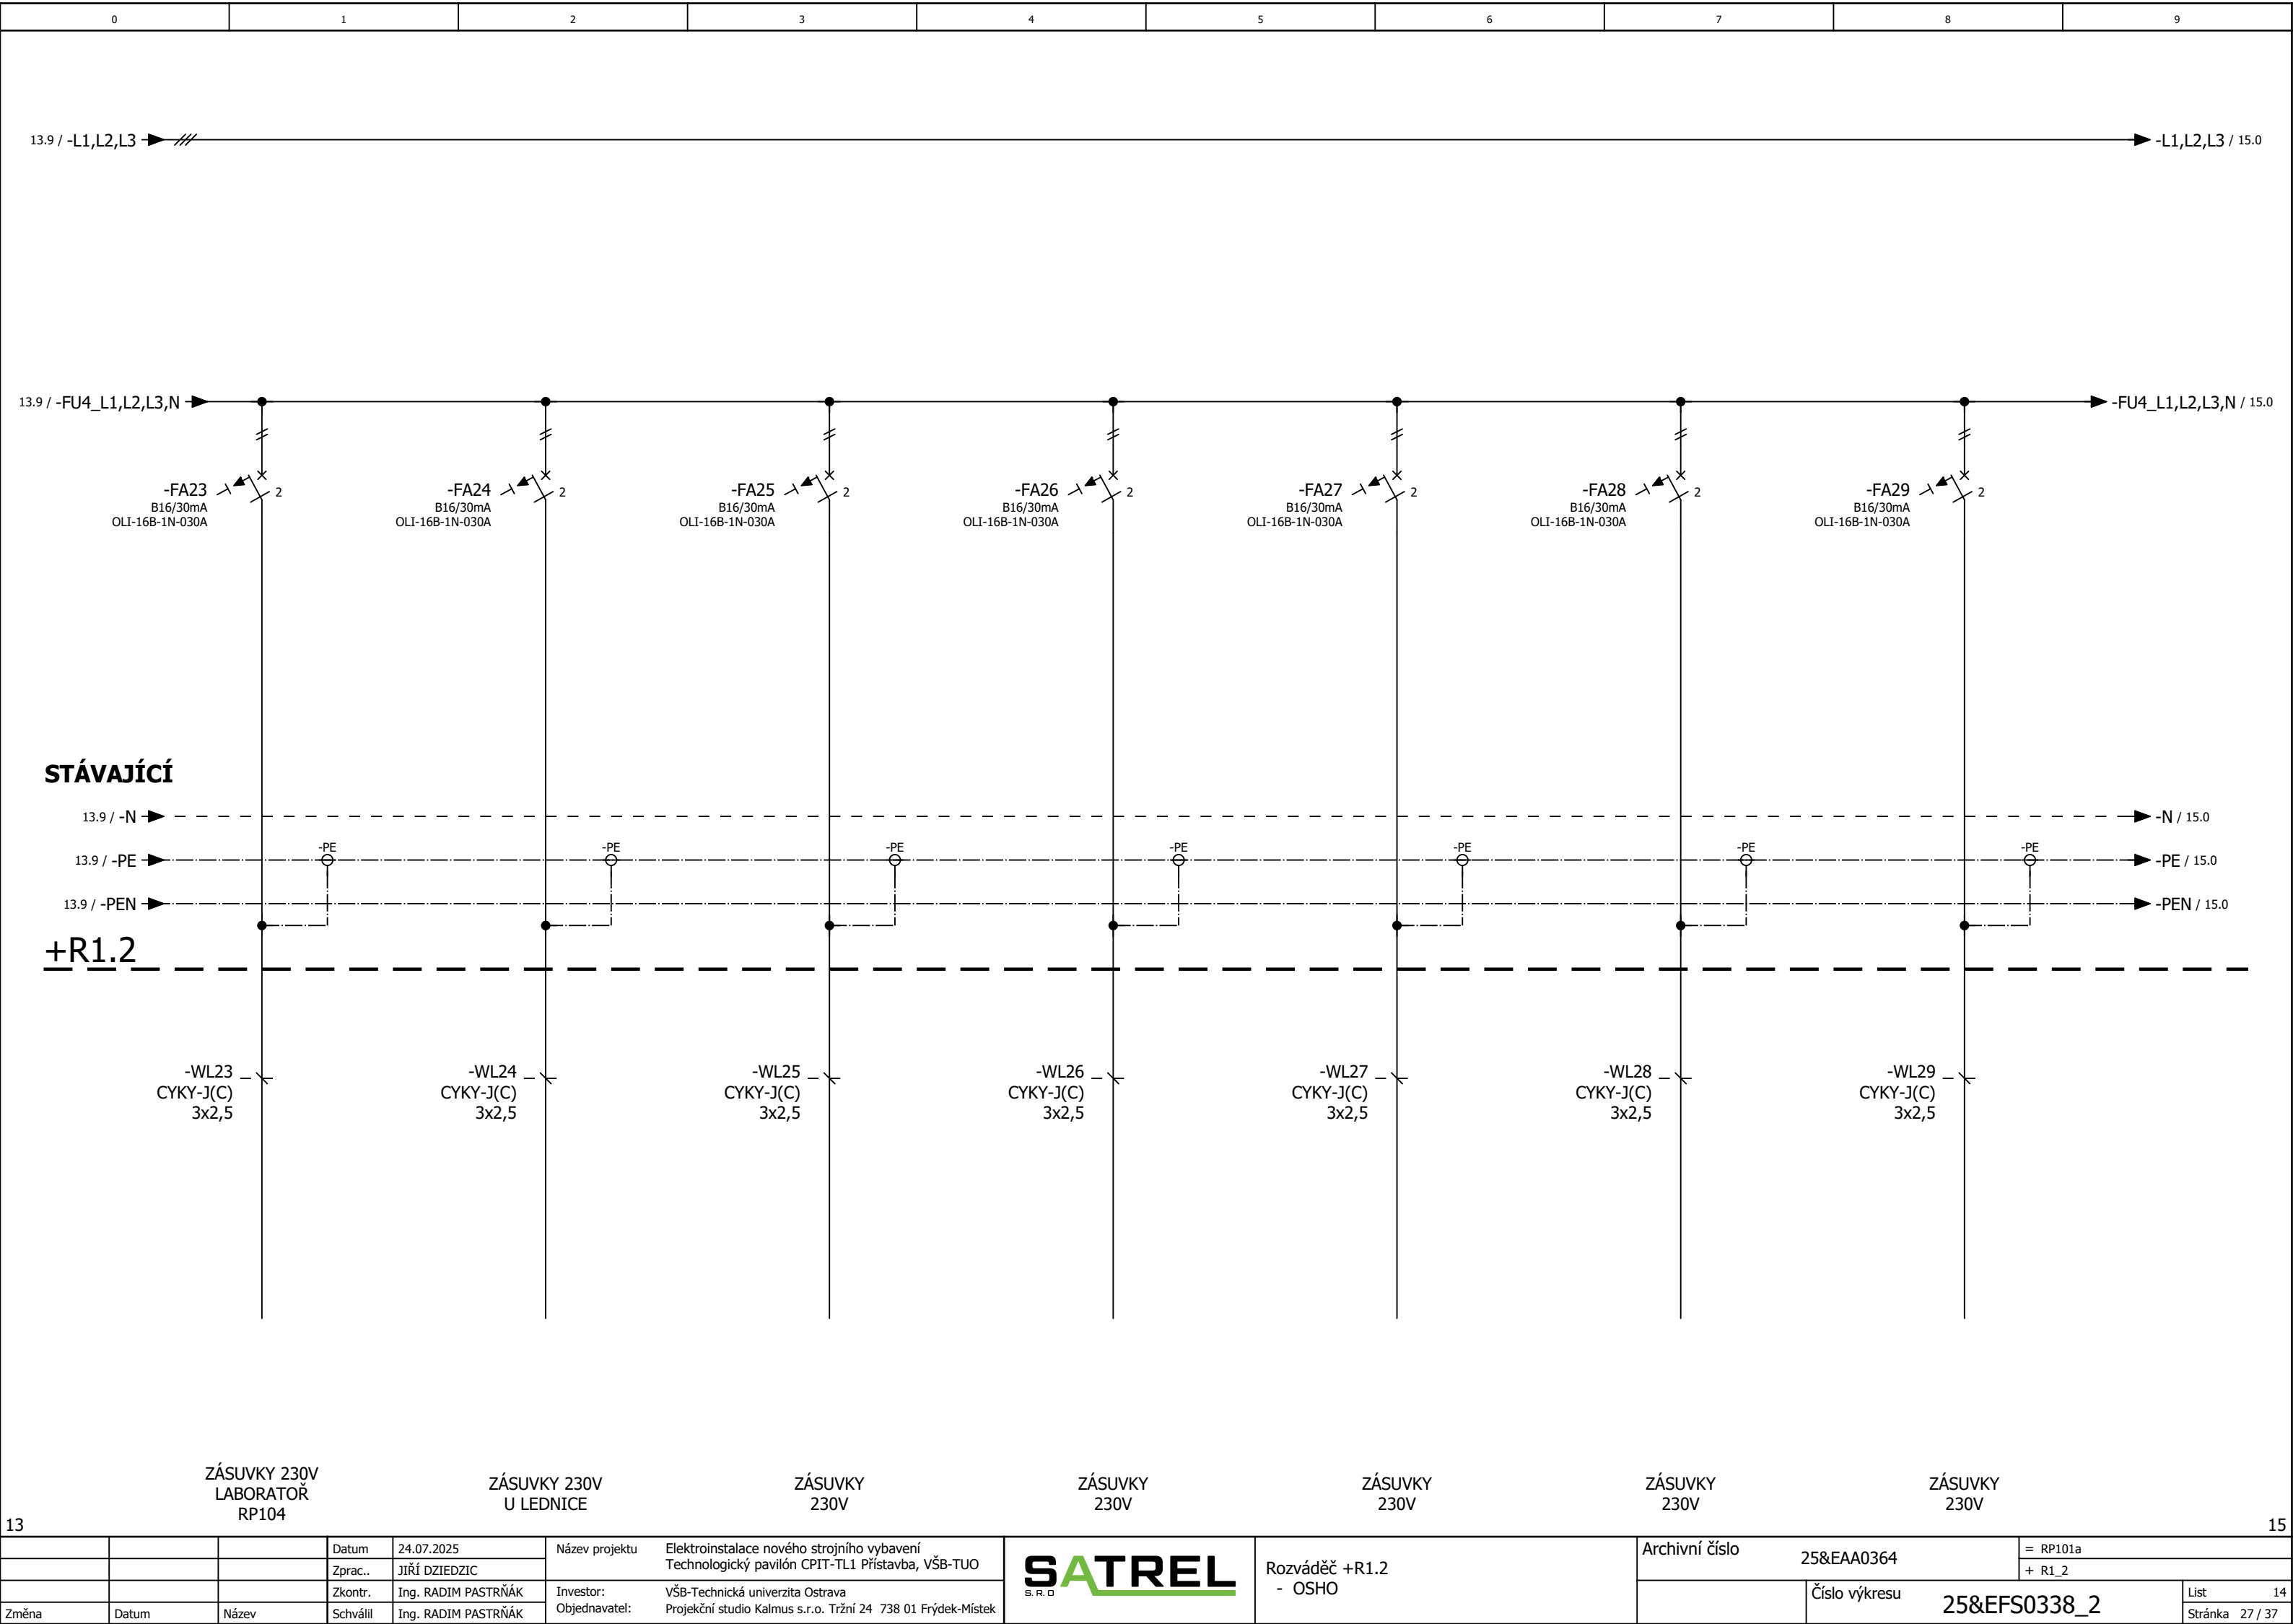 0 1 2 3 4 5 6 7 8 9
13.9 / -L1,L2,L3 -L1,L2,L3 / 15.0
13.9 / -FU4_L1,L2,L3,N -FU4_L1,L2,L3,N / 15.0
-FA23 2 -FA24 2 -FA25 2 -FA26 2 -FA27 2 -FA28 2 -FA29 2
B16/30mA B16/30mA B16/30mA B16/30mA B16/30mA B16/30mA B16/30mA
OLI-16B-1N-030A OLI-16B-1N-030A OLI-16B-1N-030A OLI-16B-1N-030A OLI-16B-1N-030A OLI-16B-1N-030A OLI-16B-1N-030A
STÁVAJÍCÍ
13.9 / -N -N / 15.0
-PE -PE -PE -PE -PE -PE -PE
13.9 / -PE -PE / 15.0
13.9 / -PEN -PEN / 15.0
+R1.2
-WL23 -WL24 -WL25 -WL26 -WL27 -WL28 -WL29
CYKY-J(C) CYKY-J(C) CYKY-J(C) CYKY-J(C) CYKY-J(C) CYKY-J(C) CYKY-J(C)
3x2,5 3x2,5 3x2,5 3x2,5 3x2,5 3x2,5 3x2,5
ZÁSUVKY 230V
LABORATOŘ
RP104
ZÁSUVKY 230V
U LEDNICE
ZÁSUVKY
230V
ZÁSUVKY
230V
ZÁSUVKY
230V
ZÁSUVKY
230V
ZÁSUVKY
230V
13 15
Změna Datum Název
Datum 24.07.2025
Zprac.. JIŘÍ DZIEDZIC
Zkontr. Ing. RADIM PASTRŇÁK
Schválil Ing. RADIM PASTRŇÁK
Název projektu Elektroinstalace nového strojního vybavení
Technologický pavilón CPIT-TL1 Přístavba, VŠB-TUO
Investor: VŠB-Technická univerzita Ostrava
Objednavatel: Projekční studio Kalmus s.r.o. Tržní 24 738 01 Frýdek-Místek
SATREL
S.R.O
Rozváděč +R1.2
- OSHO
Archivní číslo 25&EAA0364
= RP101a
+ R1_2
Číslo výkresu 25&EFS0338_2
List 14
Stránka 27 / 37